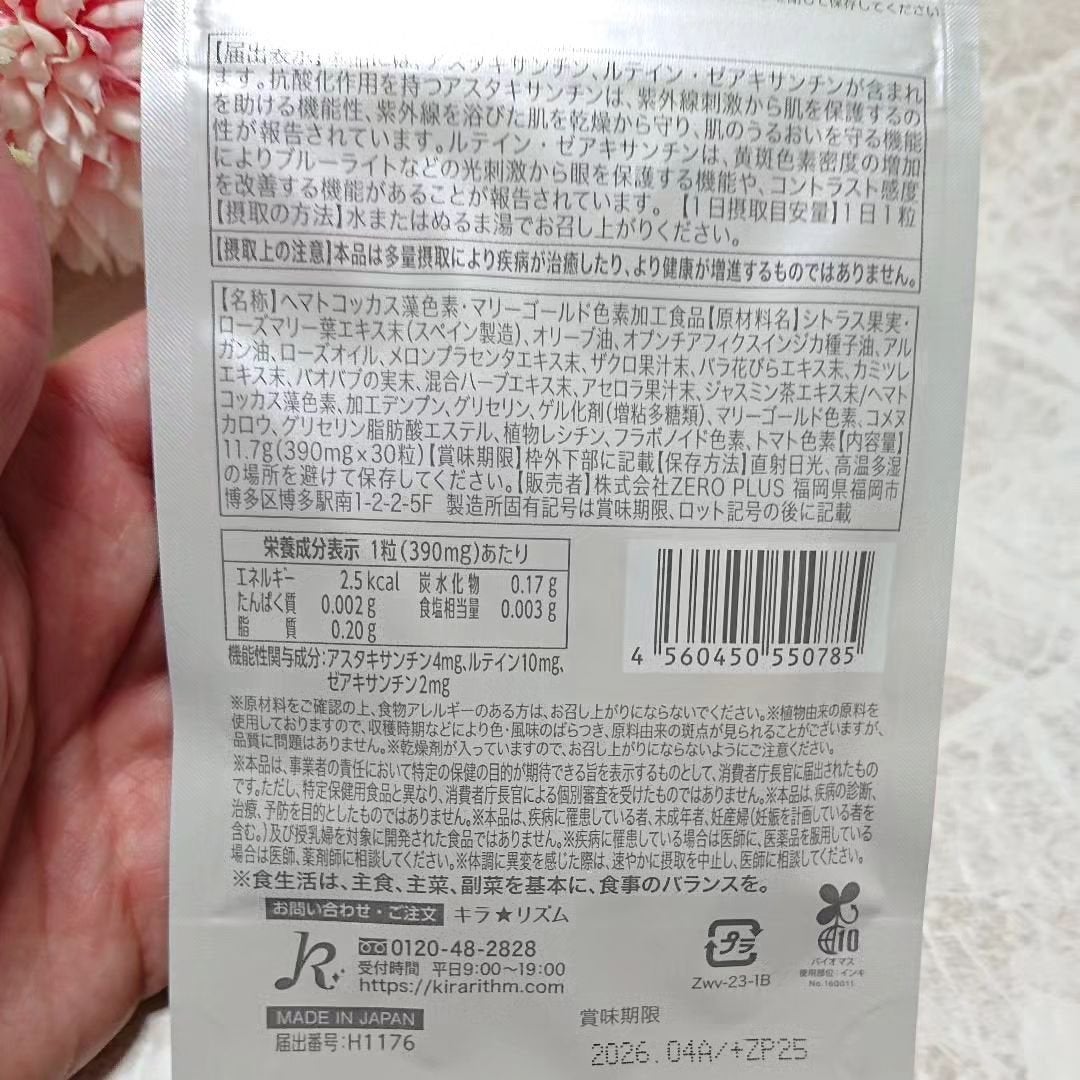 して保存してください
【届出表示】本品には、アスタキサンチン、ルテイン・ゼアキサンチンが含まれ
ます。抗酸化作用を持つアスタキサンチンは、紫外線刺激から肌を保護するの
を助ける機能性、紫外線を浴びた肌を乾燥から守り、肌のうるおいを守る機能
性が報告されています。ルテイン・ゼアキサンチンは、黄斑色素密度の増加
によりブルーライトなどの光刺激から眼を保護する機能や、コントラスト感度
を改善する機能があることが報告されています。【1日摂取目安量】1日1粒
【摂取の方法】水またはぬるま湯でお召し上がりください。
【摂取上の注意】本品は多量摂取により疾病が治癒したり、より健康が増進するものではありません。
【名称】ヘマトコッカス藻色素・マリーゴールド色素加工食品【原材料名】シトラス果実・
ローズマリー葉エキス末(スペイン製造)、オリーブ油、オプンチアフィクスインジカ種子油、アル
ガン油、ローズオイル、メロンプラセンタエキス末、ザクロ果汁末、バラ花びらエキス末、カミツレ
エキス末、バオバブの実末、混合ハーブエキス末、アセロラ果汁末、ジャスミン茶エキス末/ヘマト
コッカス藻色素、加工デンプン、グリセリン、ゲル化剤(増粘多糖類)、マリーゴールド色素、コメヌ
カロウ、グリセリン脂肪酸エステル、植物レシチン、フラボノイド色素、トマト色素【内容量】
11.7g(390mg×30粒)【賞味期限】枠外下部に記載【保存方法】直射日光、高温多湿
の場所を避けて保存してください。【販売者】株式会社ZERO PLUS 福岡県福岡市
博多区博多駅南1-2-2-5F 製造所固有記号は賞味期限、ロット記号の後に記載
栄養成分表示 1粒(390mg)あたり
エネルギー 2.5kcal 炭水化物 0.17g
たんぱく質 0.002g 食塩相当量 0.003g
脂質 0.20g
機能性関与成分:アスタキサンチン4mg、ルテイン10mg、
ゼアキサンチン2mg
4 560450 550785
※原材料をご確認の上、食物アレルギーのある方は、お召し上がりにならないでください。※植物由来の原料を
使用しておりますので、収穫時期などにより色・風味のばらつき、原料由来の斑点が見られることがございますが、
品質に問題はありません。※乾燥剤が入っていますので、お召し上がりにならないようにご注意ください。
※本品は、事業者の責任において特定の保健の目的が期待できる旨を表示するものとして、消費者庁長官に届出されたもの
です。ただし、特定保健用食品と異なり、消費者庁長官による個別審査を受けたものではありません。※本品は、疾病の診断、
治療、予防を目的としたものではありません。※本品は、疾病に罹患している者、未成年者、妊産婦(妊娠を計画している者を
含む。)及び授乳婦を対象に開発された食品ではありません。※疾病に罹患している場合は医師に、医薬品を服用している
場合は医師、薬剤師に相談してください。※体調に異変を感じた際は、速やかに摂取を中止し、医師に相談してください。
※食生活は、主食、主菜、副菜を基本に、食事のバランスを。
お問い合わせ・ご注文 キラ★リズム
0120-48-2828
受付時間 平日9:00～19:00
https://kirarithm.com
プラ
Zwv-23-1B
10
バイオマス
使用部位:インキ
No.160011
MADE IN JAPAN
届出番号:H1176
賞味期限
2026.04A/+ZP25